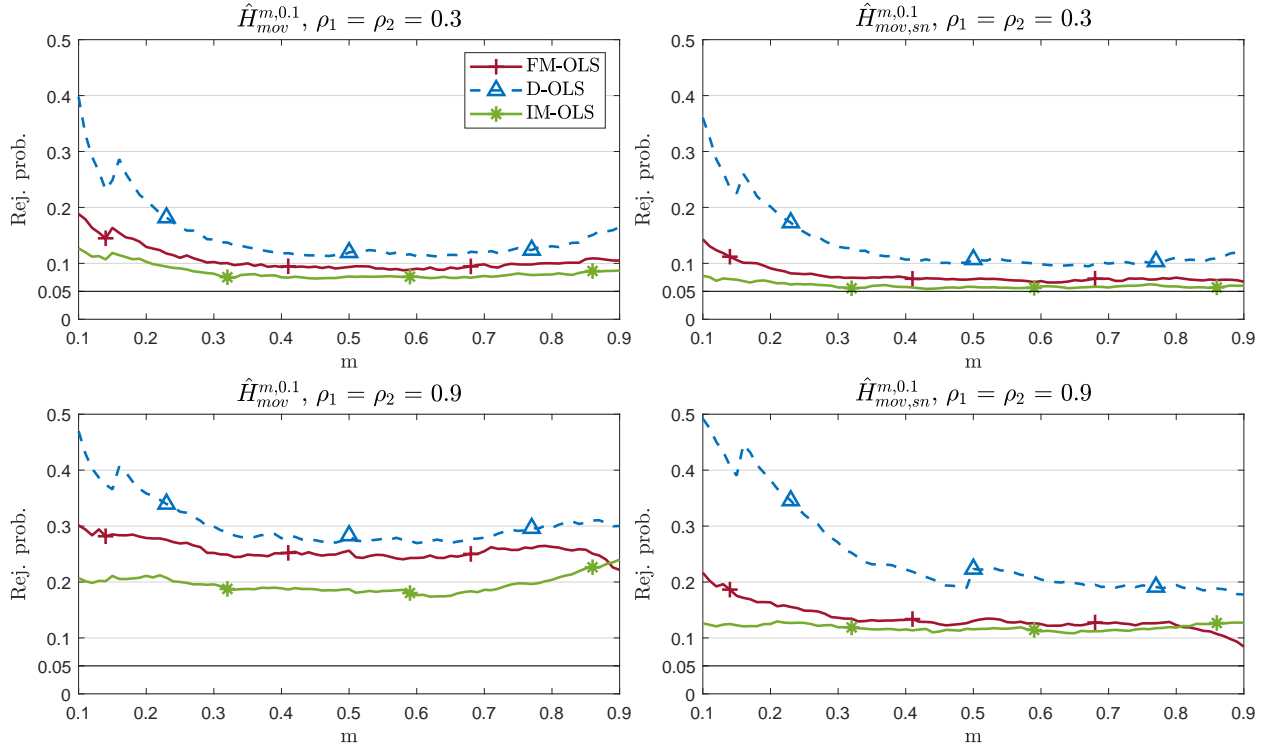 Ĥ_{mov}^{m,0.1}, ρ₁ = ρ₂ = 0.3
0.5
0.4
0.3
0.2
0.1
0.05
0
Rej. prob.
FM-OLS
D-OLS
IM-OLS
0.1 0.2 0.3 0.4 0.5 0.6 0.7 0.8 0.9
m
Ĥ_{mov,sn}^{m,0.1}, ρ₁ = ρ₂ = 0.3
0.5
0.4
0.3
0.2
0.1
0.05
0
Rej. prob.
0.1 0.2 0.3 0.4 0.5 0.6 0.7 0.8 0.9
m
Ĥ_{mov}^{m,0.1}, ρ₁ = ρ₂ = 0.9
0.5
0.4
0.3
0.2
0.1
0.05
0
Rej. prob.
0.1 0.2 0.3 0.4 0.5 0.6 0.7 0.8 0.9
m
Ĥ_{mov,sn}^{m,0.1}, ρ₁ = ρ₂ = 0.9
0.5
0.4
0.3
0.2
0.1
0.05
0
Rej. prob.
0.1 0.2 0.3 0.4 0.5 0.6 0.7 0.8 0.9
m